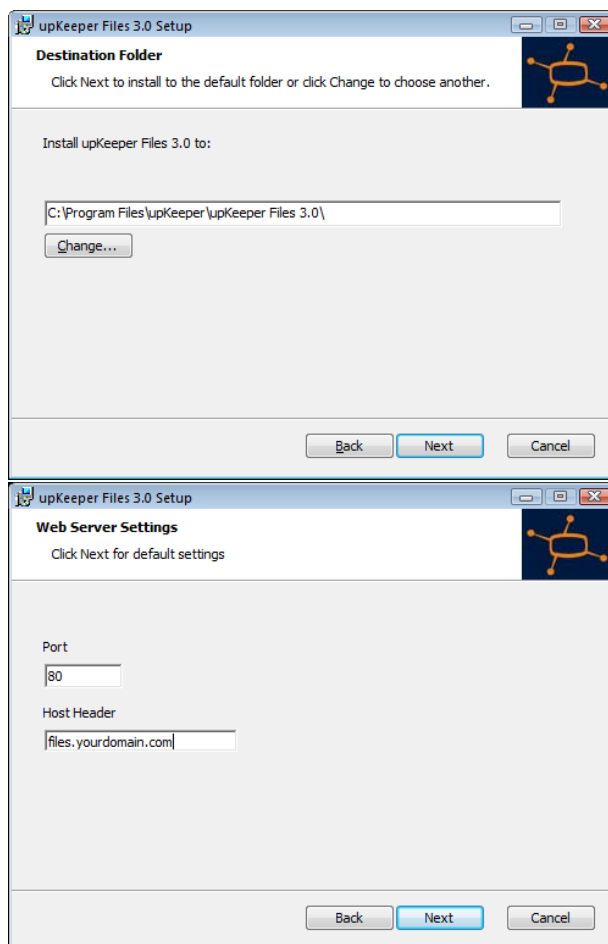 upKeeper Files 3.0 Setup
Destination Folder
Click Next to install to the default folder or click Change to choose another.
Install upKeeper Files 3.0 to:
C:\Program Files\upKeeper\upKeeper Files 3.0\
Change...
Back Next Cancel
upKeeper Files 3.0 Setup
Web Server Settings
Click Next for default settings
Port
80
Host Header
files.yourdomain.com
Back Next Cancel